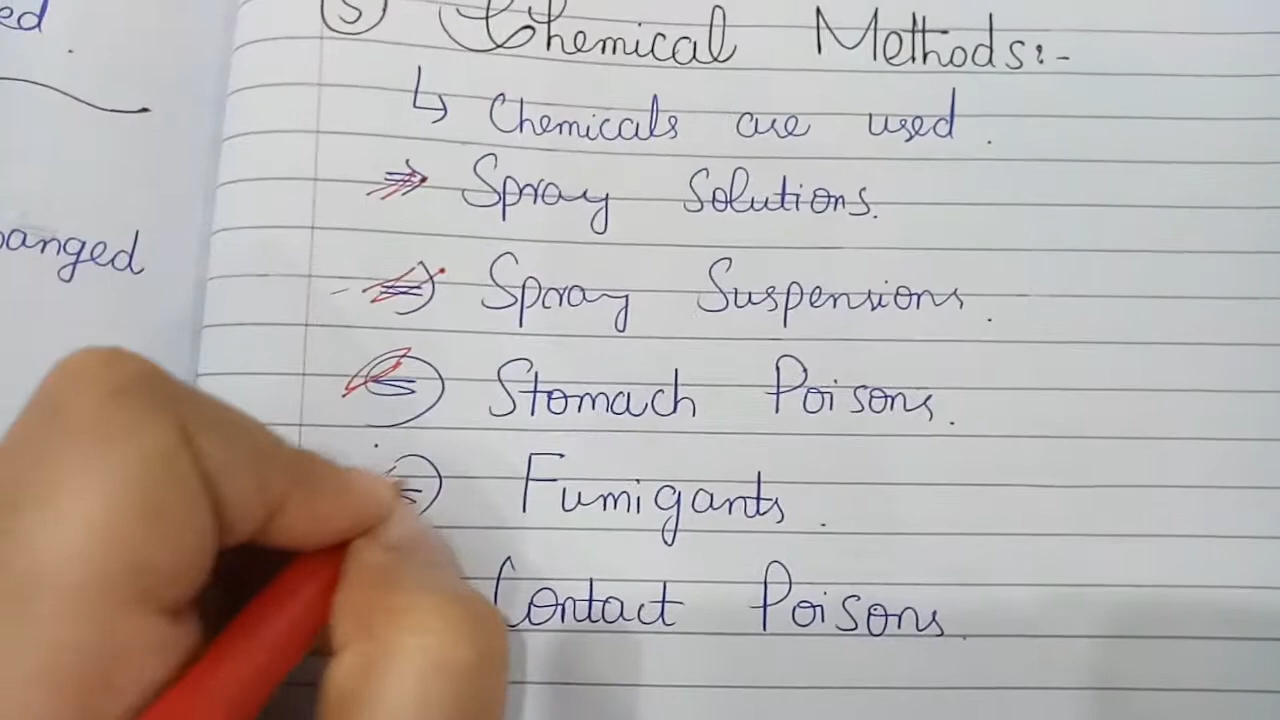 ed.
anged
5 Chemical Methods:-
↳ Chemicals are used.
⇒ Spray Solutions.
⇒ Spray Suspensions.
Stomach Poisons.
Fumigants.
Contact Poisons.